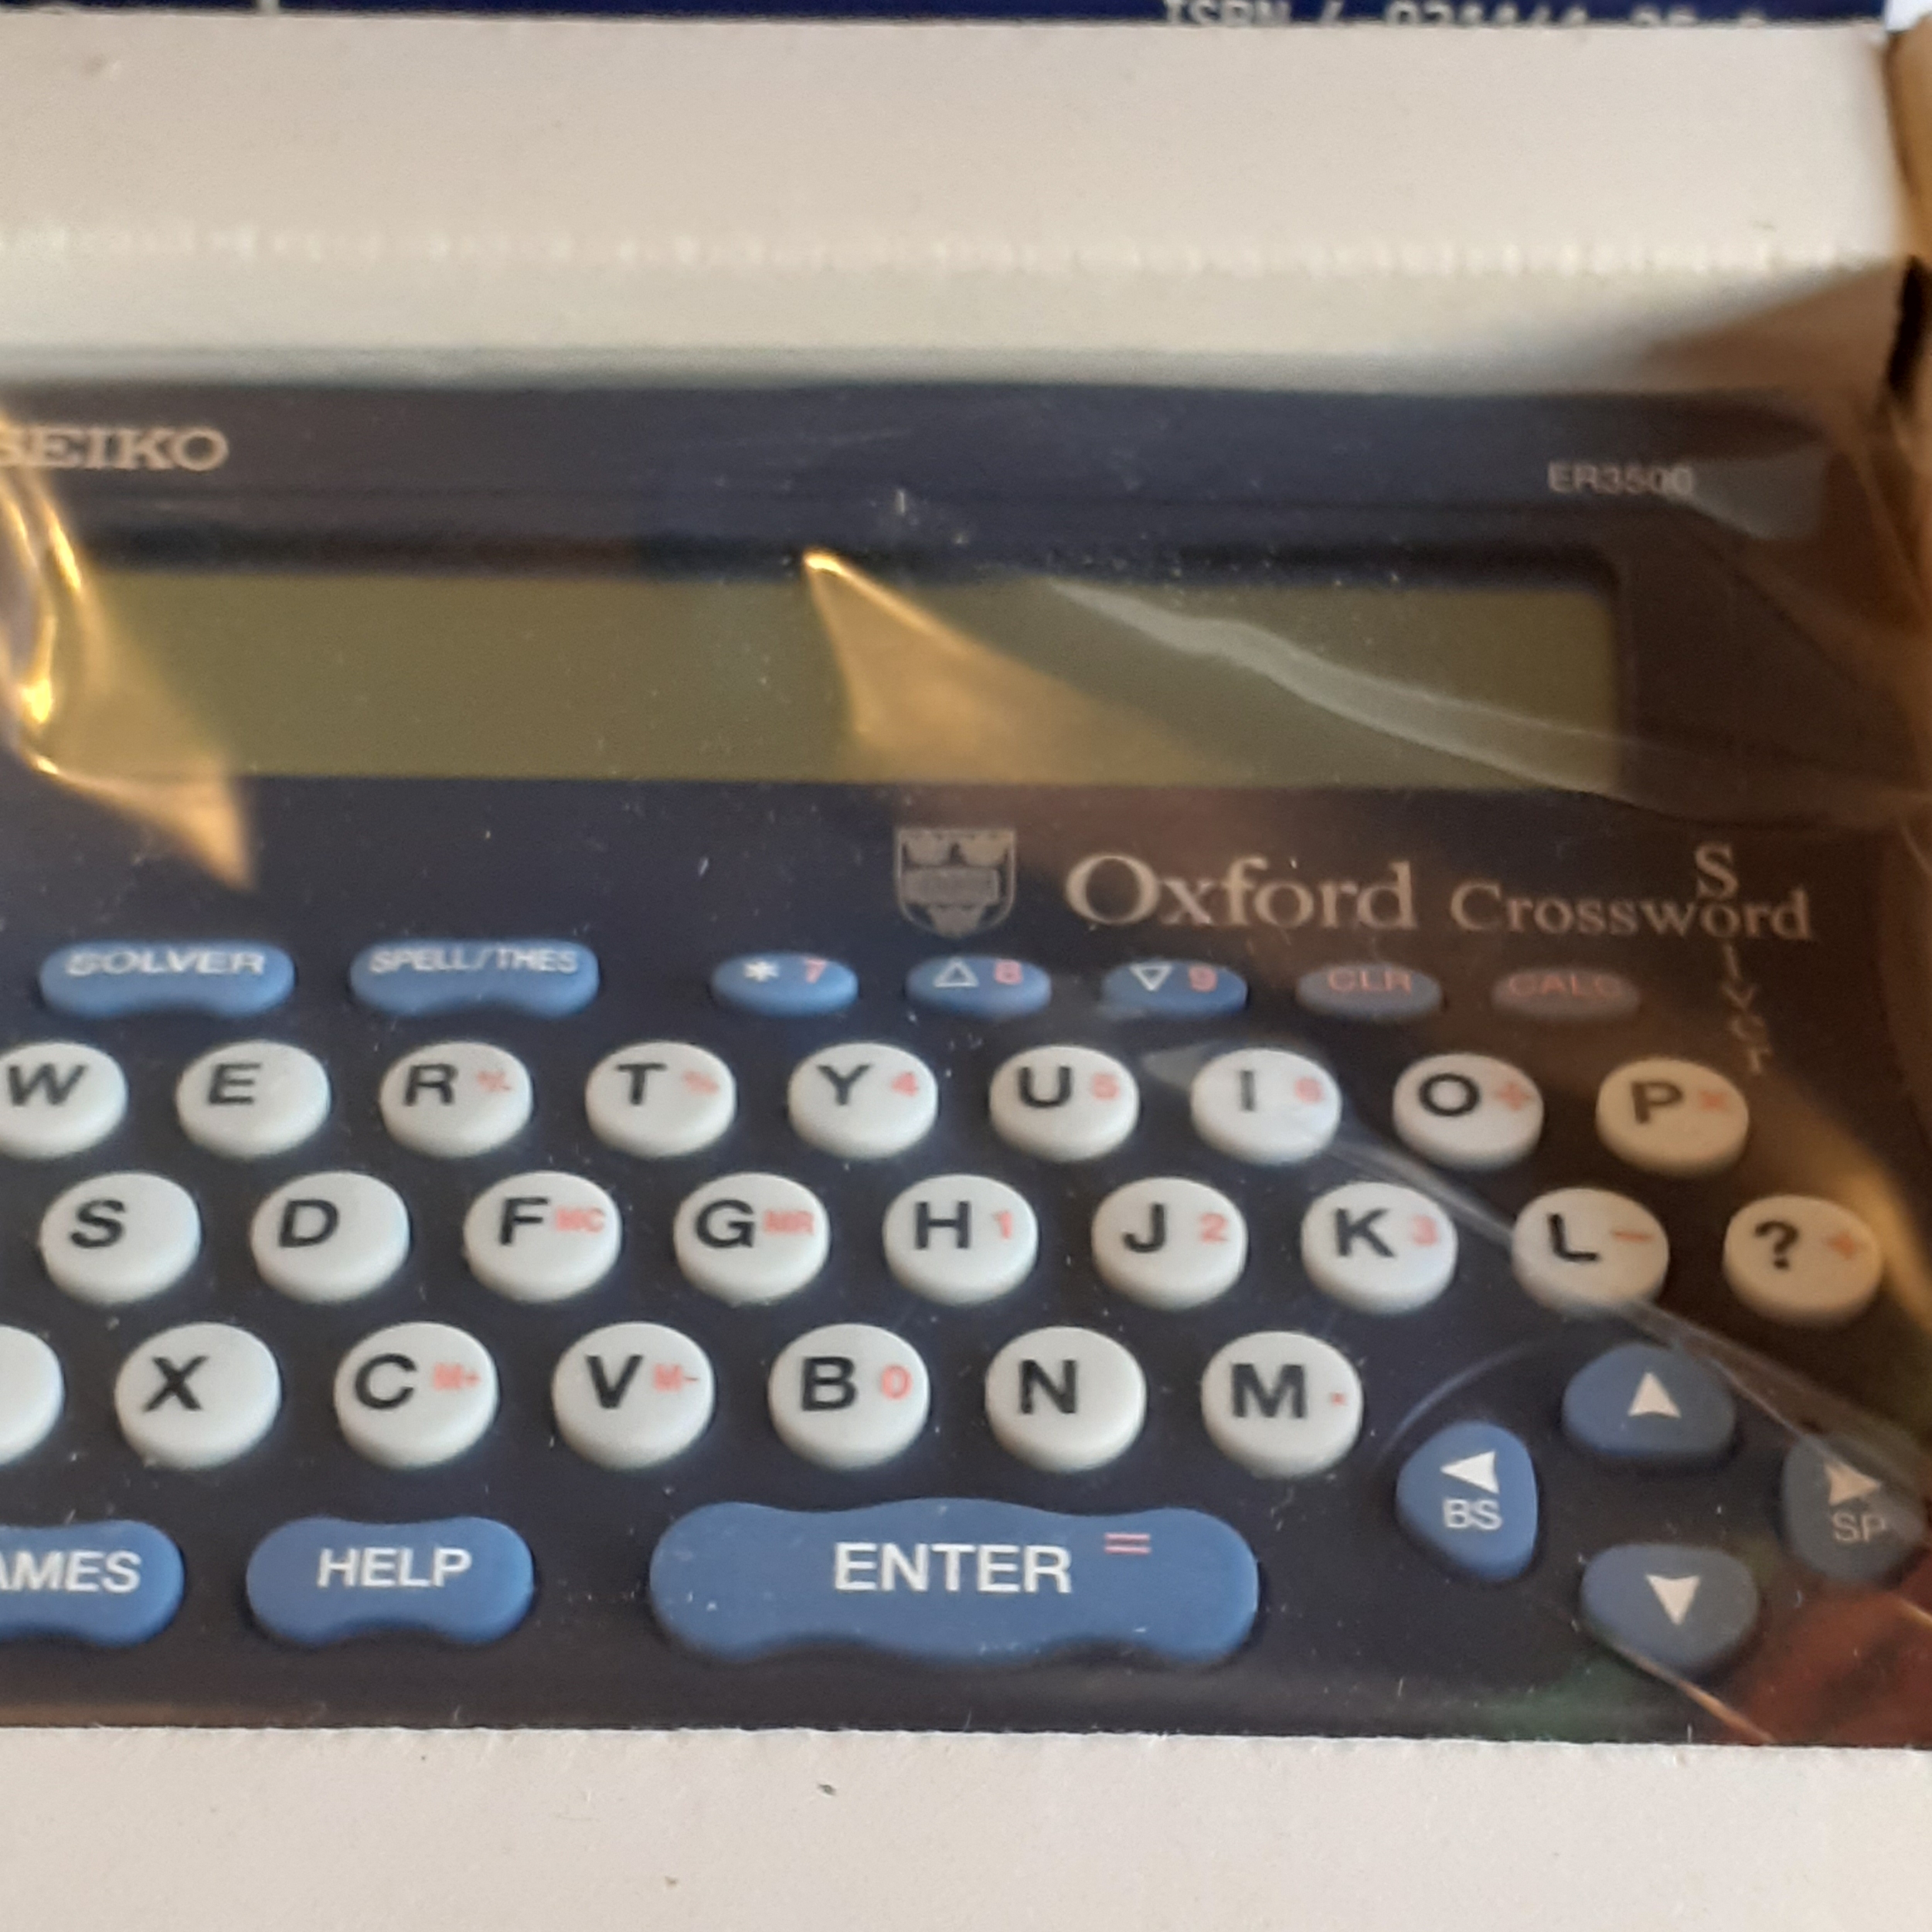 ISBN
SEIKO
ER3500
Oxford Crossword
Solver
SOLVER SPELL/THES * 7 △ 8 ▽ 9 CLR CALC
W E R T Y 4 U 5 I 6 O ÷ P ×
S D F MC G MR H 1 J 2 K 3 L − ? +
X C M+ V M− B 0 N M .
▲
◀ ▶
BS SP
▼
AMES HELP ENTER =